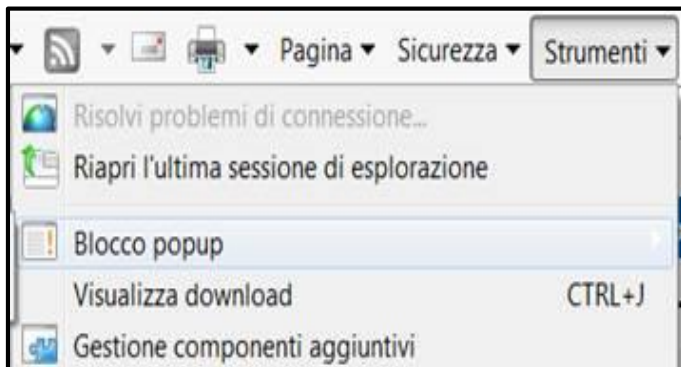 Pagina Sicurezza Strumenti
Risolvi problemi di connessione...
Riapri l'ultima sessione di esplorazione
Blocco popup
Visualizza download CTRL+J
Gestione componenti aggiuntivi